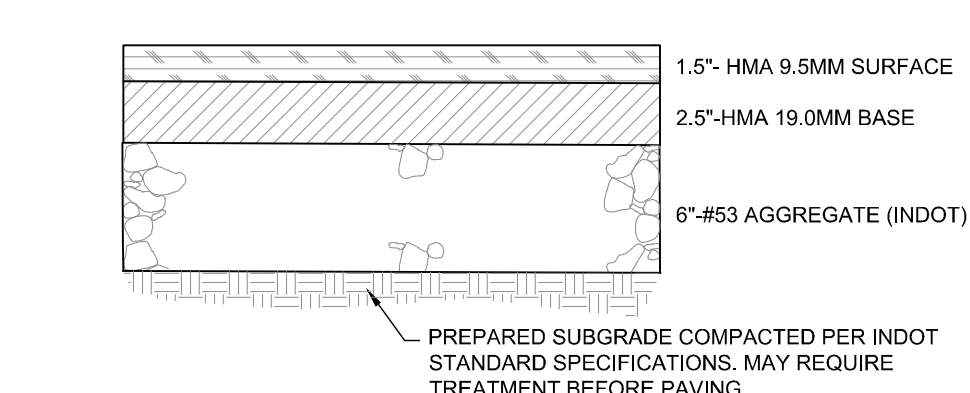 1.5"- HMA 9.5MM SURFACE
2.5"-HMA 19.0MM BASE
6"-#53 AGGREGATE (INDOT)
PREPARED SUBGRADE COMPACTED PER INDOT
STANDARD SPECIFICATIONS. MAY REQUIRE
TREATMENT BEFORE PAVING